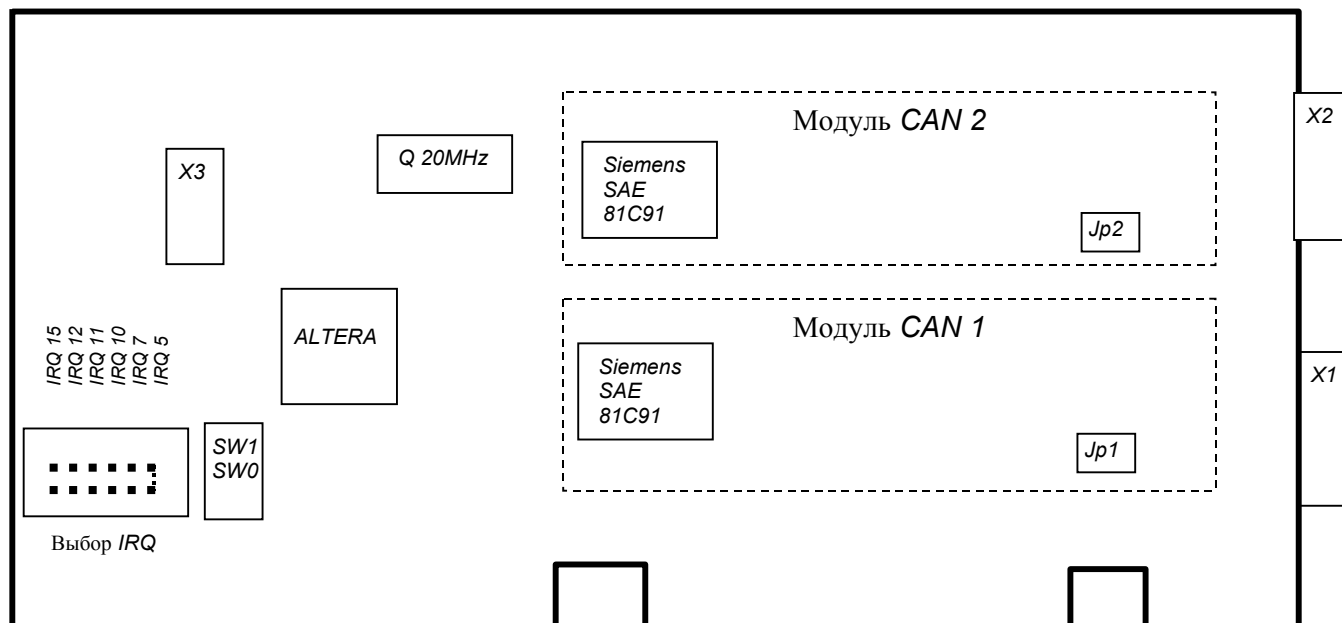 Модуль CAN 2
X2
Q 20MHz
X3
Siemens
SAE
81C91
Jp2
Модуль CAN 1
ALTERA
IRQ 15
IRQ 12
IRQ 11
IRQ 10
IRQ 7
IRQ 5
Siemens
SAE
81C91
X1
SW1
SW0
Jp1
Выбор IRQ